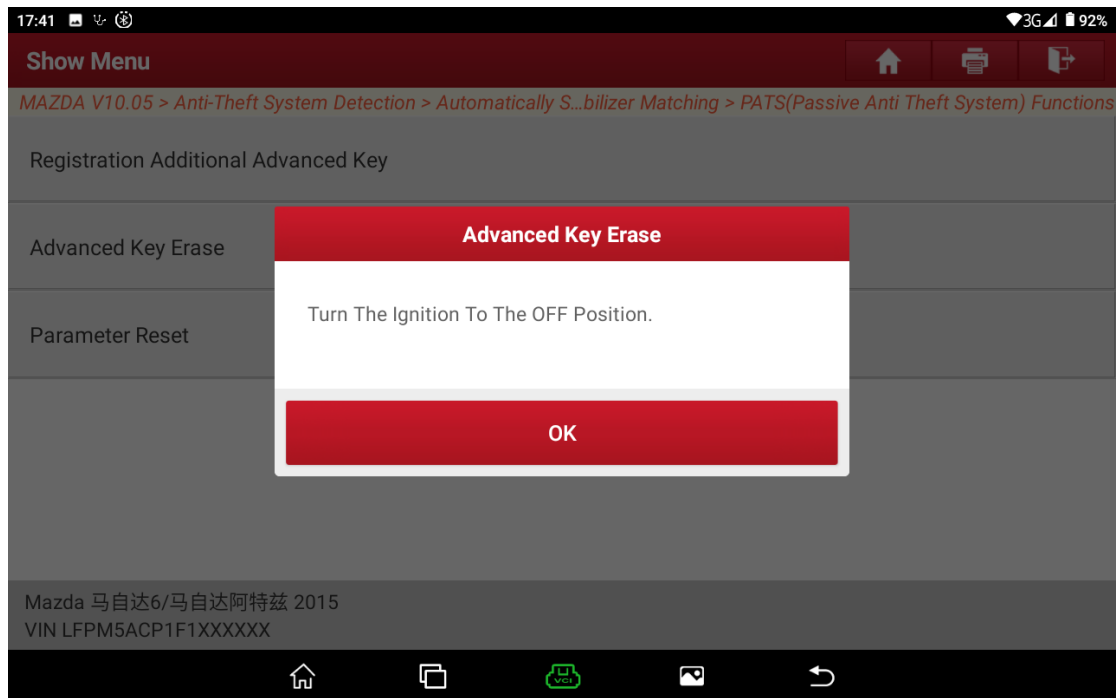 17:41 3G 92%
Show Menu
MAZDA V10.05 > Anti-Theft System Detection > Automatically S...bilizer Matching > PATS(Passive Anti Theft System) Functions
Registration Additional Advanced Key
Advanced Key Erase
Advanced Key Erase
Turn The Ignition To The OFF Position.
Parameter Reset
OK
Mazda 马自达6/马自达阿特兹 2015
VIN LFPM5ACP1F1XXXXXX
VCI